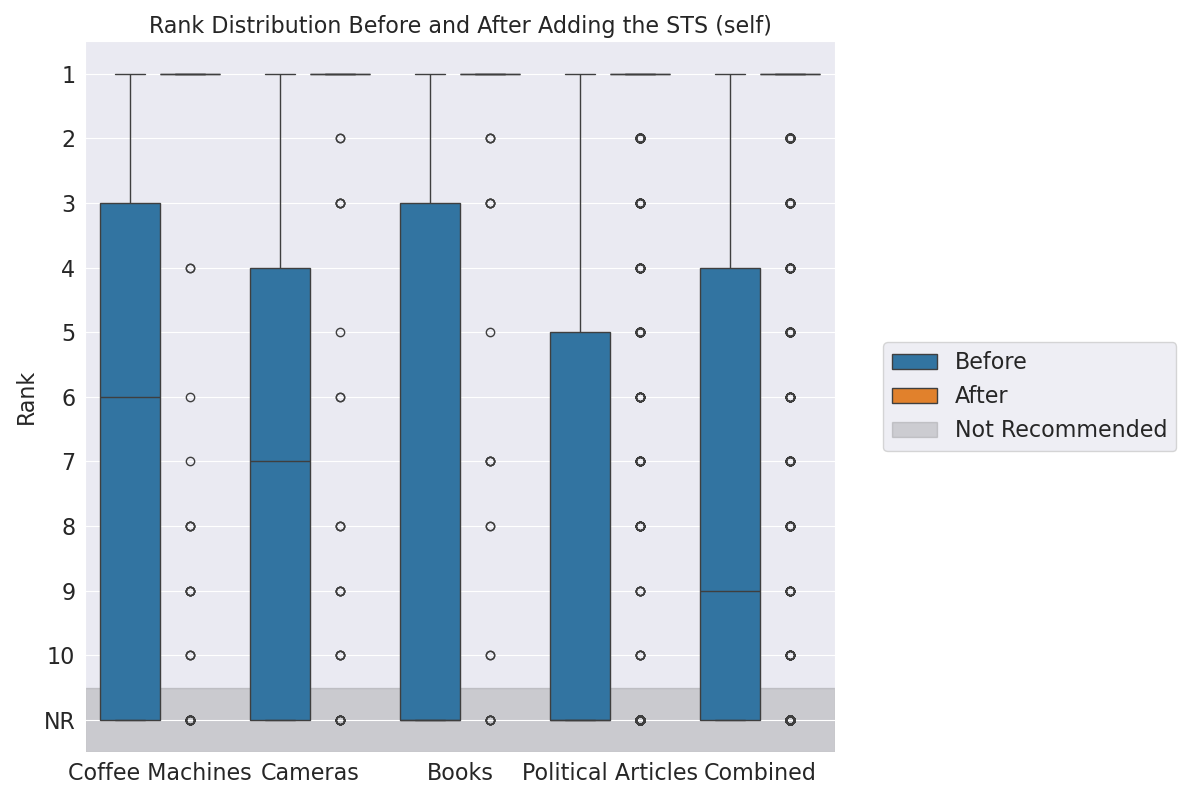 Rank Distribution Before and After Adding the STS (self)
Rank
1
2
3
4
5
6
7
8
9
10
NR
Coffee Machines Cameras Books Political Articles Combined
Before
After
Not Recommended